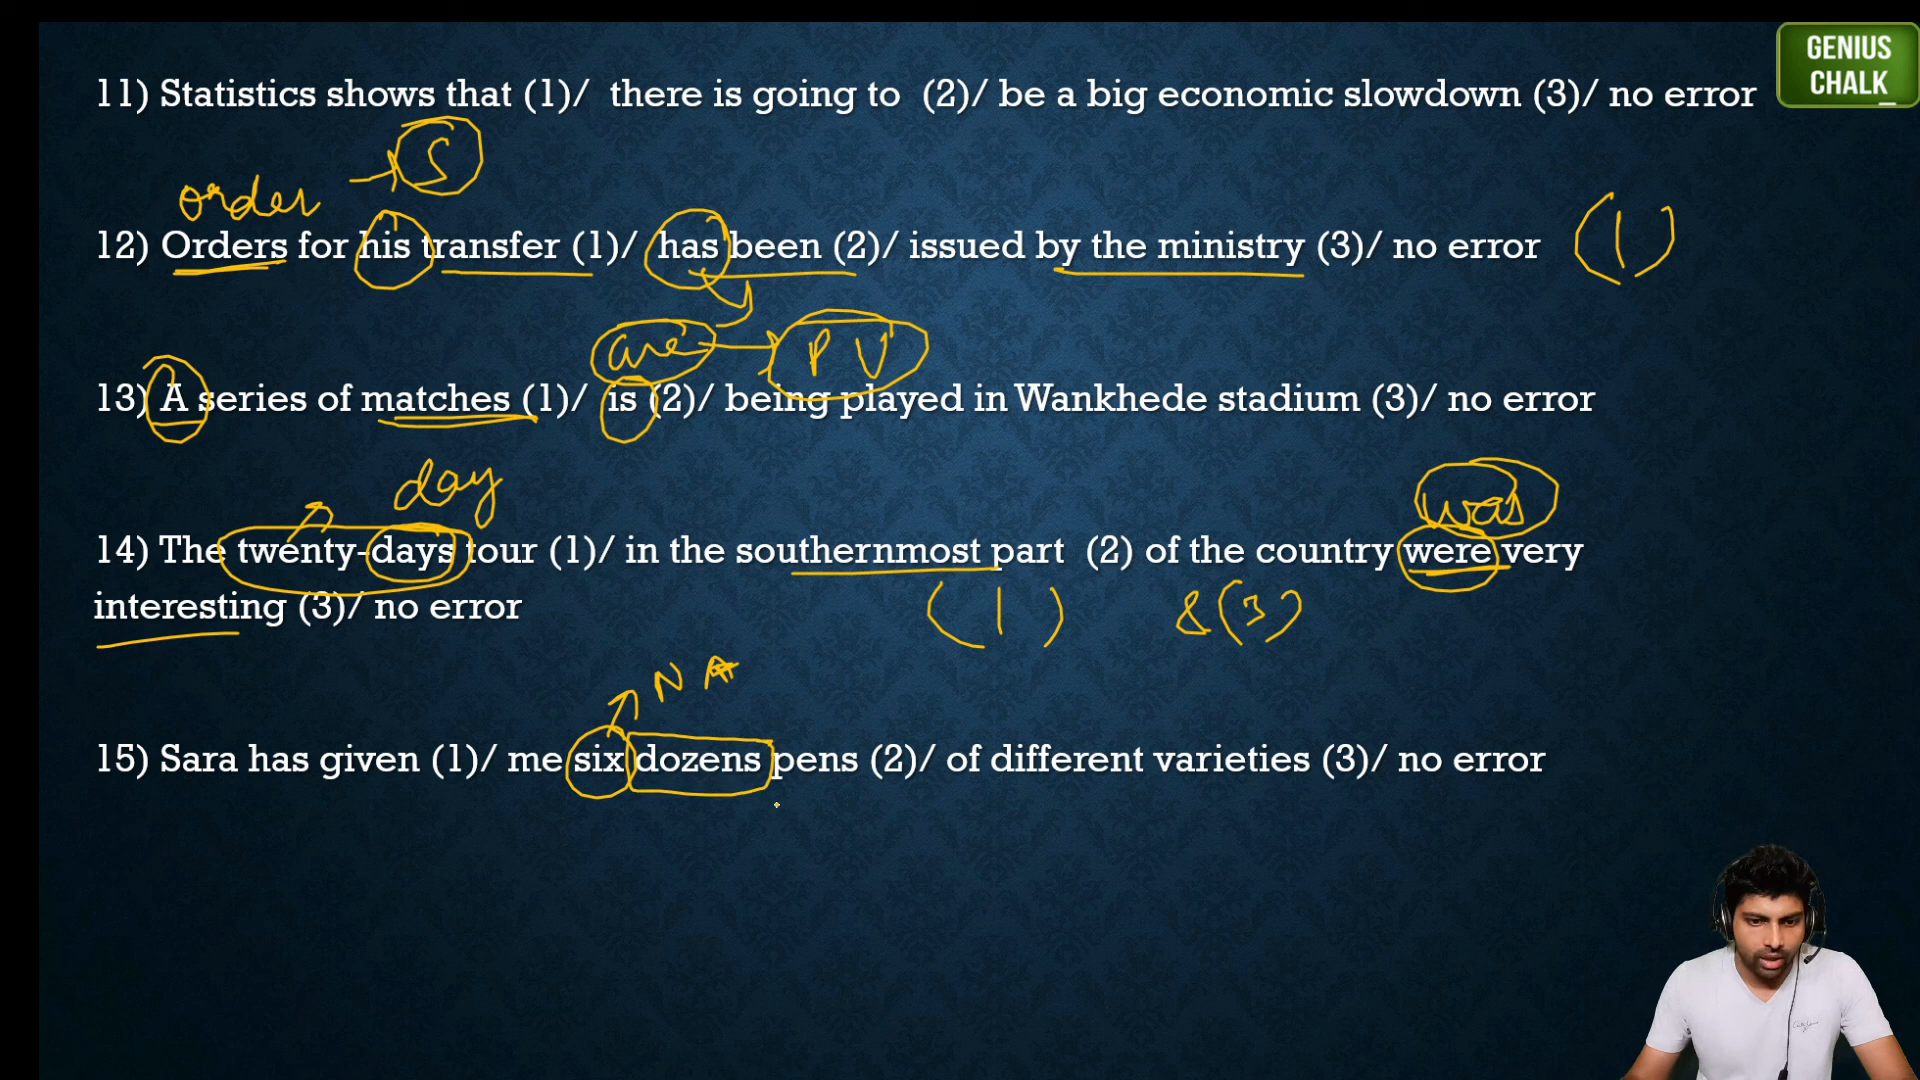 GENIUS
CHALK
11) Statistics shows that (1)/ there is going to (2)/ be a big economic slowdown (3)/ no error
S
order
12) Orders for his transfer (1)/ has been (2)/ issued by the ministry (3)/ no error (1)
are P V
13) A series of matches (1)/ is (2)/ being played in Wankhede stadium (3)/ no error
day was
14) The twenty-days tour (1)/ in the southernmost part (2) of the country were very
interesting (3)/ no error (1) & (3)
N A
15) Sara has given (1)/ me six dozens pens (2)/ of different varieties (3)/ no error